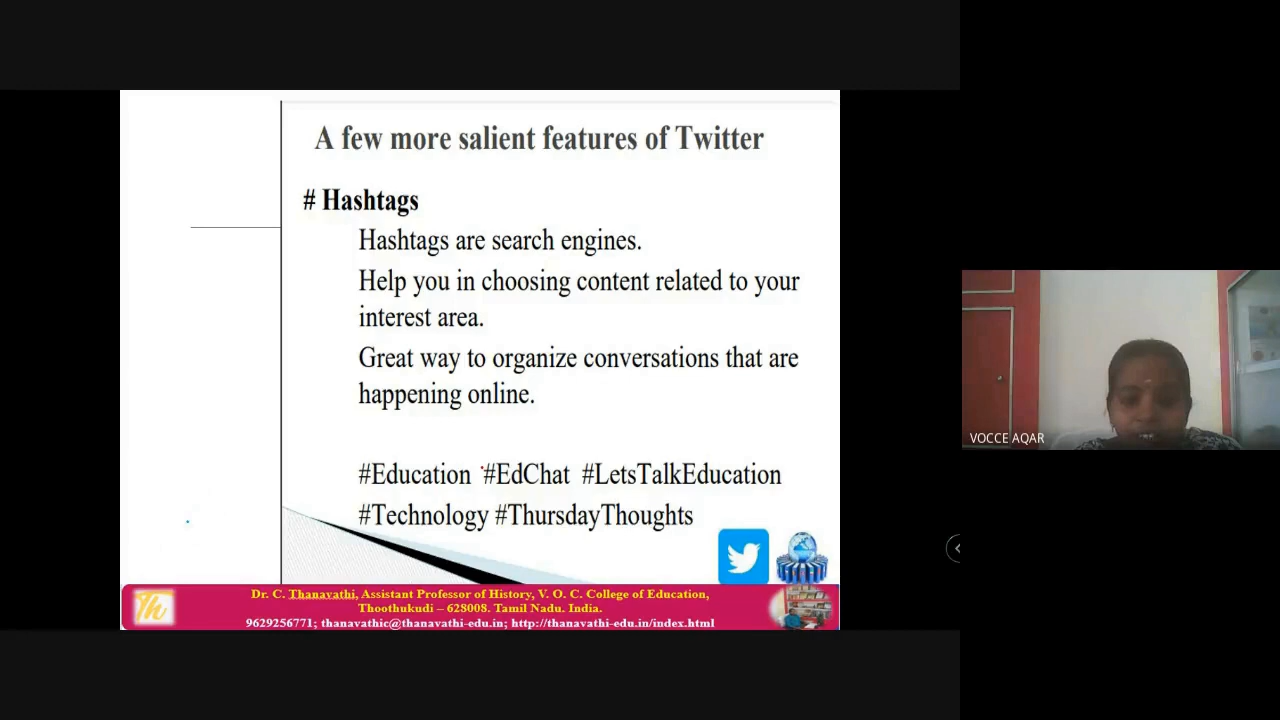 A few more salient features of Twitter
# Hashtags
Hashtags are search engines.
Help you in choosing content related to your
interest area.
Great way to organize conversations that are
happening online.
#Education #EdChat #LetsTalkEducation
#Technology #ThursdayThoughts
Th
Dr. C. Thanavathi, Assistant Professor of History, V. O. C. College of Education,
Thoothukudi – 628008. Tamil Nadu. India.
9629256771; thanavathic@thanavathi-edu.in; http://thanavathi-edu.in/index.html
VOCCE AQAR